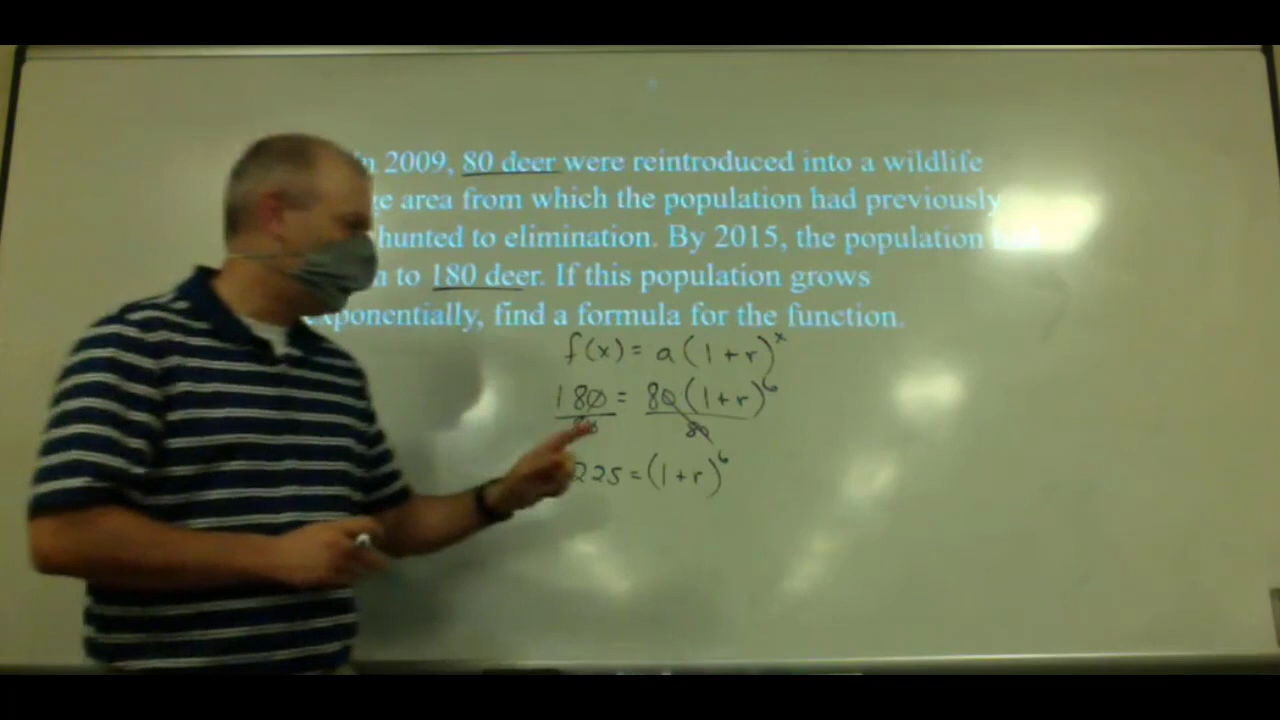 In 2009, 80 deer were reintroduced into a wildlife
area from which the population had previously
hunted to elimination. By 2015, the population
to 180 deer. If this population grows
exponentially, find a formula for the function.
f(x) = a(1+r)^x
180 = 80(1+r)^6
80 80
225 = (1+r)^6